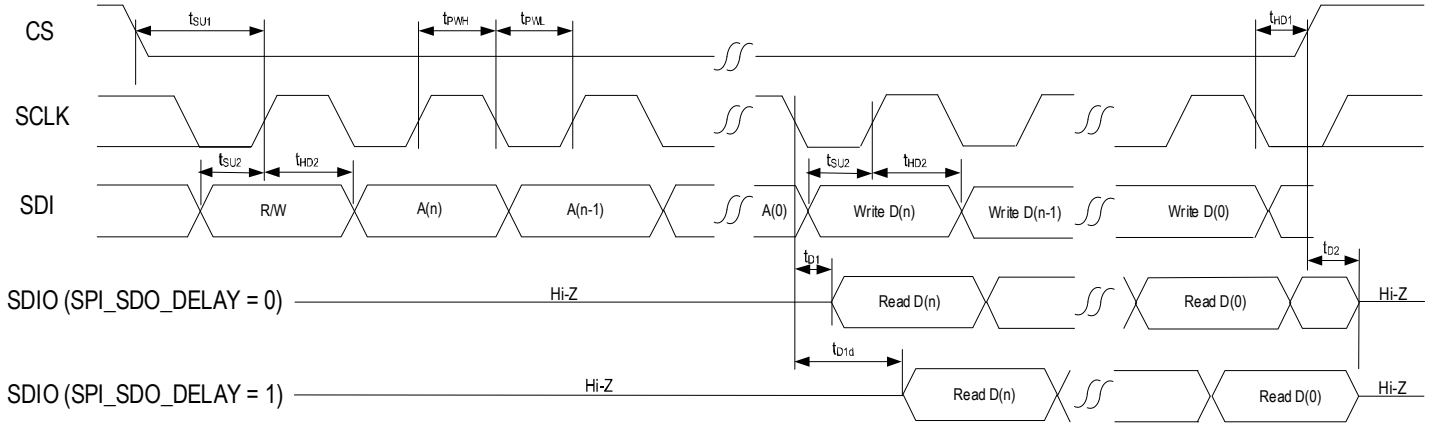 CS tSU1 tPWH tPWL tHD1
SCLK
tSU2 tHD2 tSU2 tHD2
SDI R/W A(n) A(n-1) A(0) Write D(n) Write D(n-1) Write D(0)
tD1 tD2
SDIO (SPI_SDO_DELAY = 0) Hi-Z Read D(n) Read D(0) Hi-Z
tD1d
SDIO (SPI_SDO_DELAY = 1) Hi-Z Read D(n) Read D(0) Hi-Z